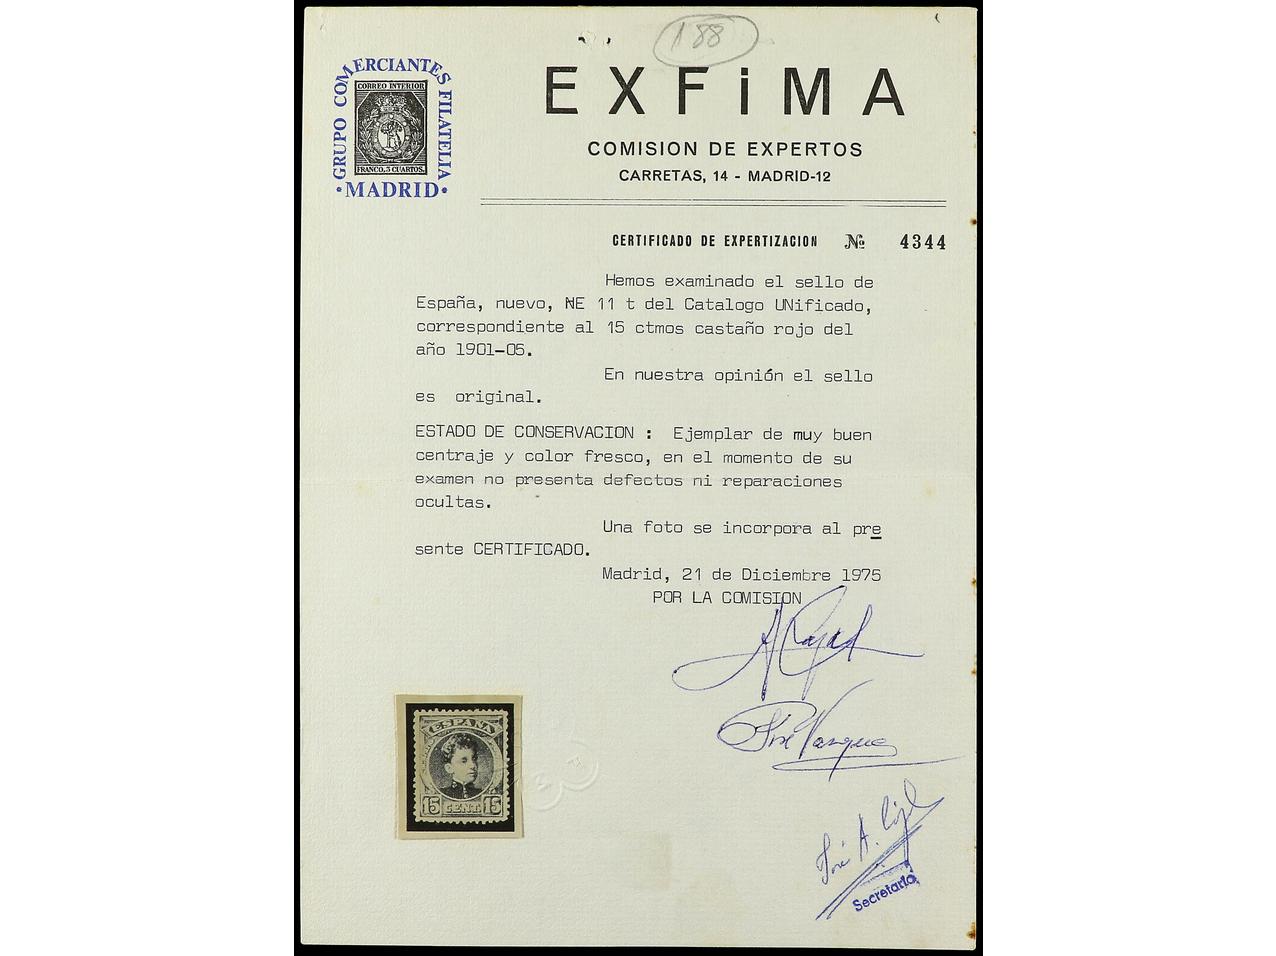 188
GRUPO COMERCIANTES FILATELIA
· MADRID ·
CORREO INTERIOR
FRANCO. 3 CUARTOS.
EXFiMA
COMISION DE EXPERTOS
CARRETAS, 14 - MADRID-12
CERTIFICADO DE EXPERTIZACION № 4344
Hemos examinado el sello de
España, nuevo, NE 11 t del Catalogo UNificado,
correspondiente al 15 ctmos castaño rojo del
año 1901-05.
En nuestra opinión el sello
es original.
ESTADO DE CONSERVACION : Ejemplar de muy buen
centraje y color fresco, en el momento de su
examen no presenta defectos ni reparaciones
ocultas.
Una foto se incorpora al pre
sente CERTIFICADO.
Madrid, 21 de Diciembre 1975
POR LA COMISION
José Vazquez
José A.
Secretario
ESPAÑA
15 CENT. 15